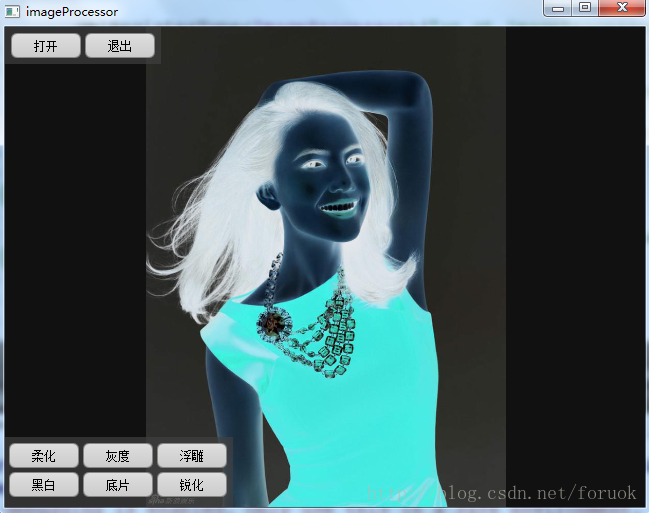 imageProcessor
打开 退出
柔化 灰度 浮雕
黑白 底片 锐化
http://blog.csdn.net/foruok